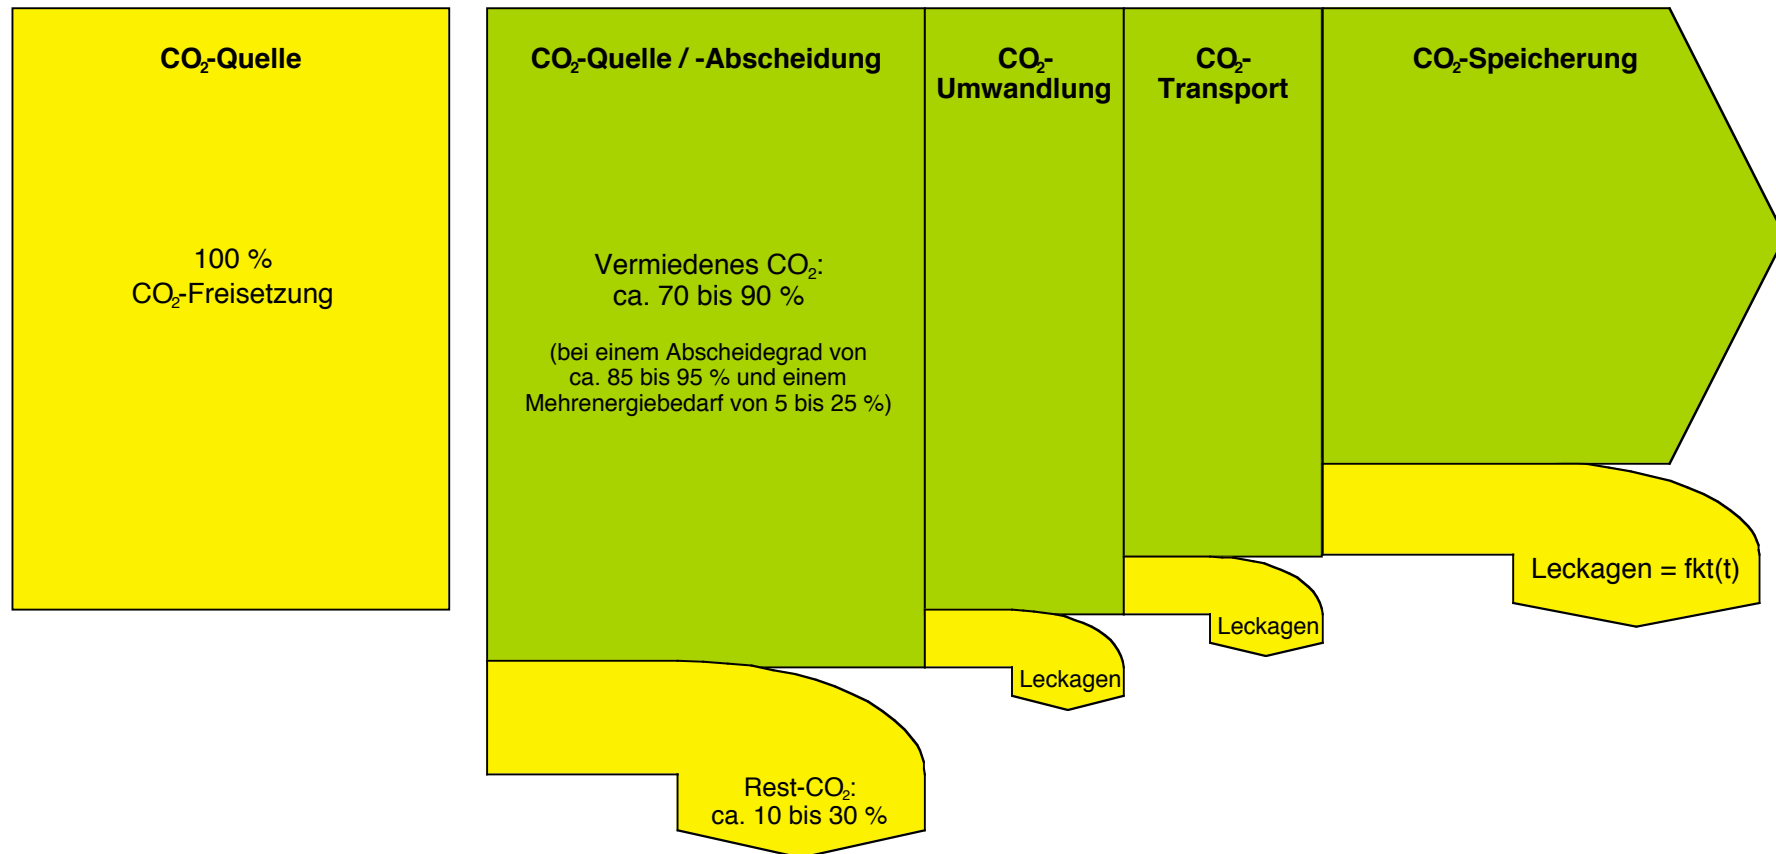 CO₂-Quelle
100 %
CO₂-Freisetzung
CO₂-Quelle / -Abscheidung
Vermiedenes CO₂:
ca. 70 bis 90 %
(bei einem Abscheidegrad von
ca. 85 bis 95 % und einem
Mehrenergiebedarf von 5 bis 25 %)
Rest-CO₂:
ca. 10 bis 30 %
CO₂-
Umwandlung
Leckagen
CO₂-
Transport
Leckagen
CO₂-Speicherung
Leckagen = fkt(t)